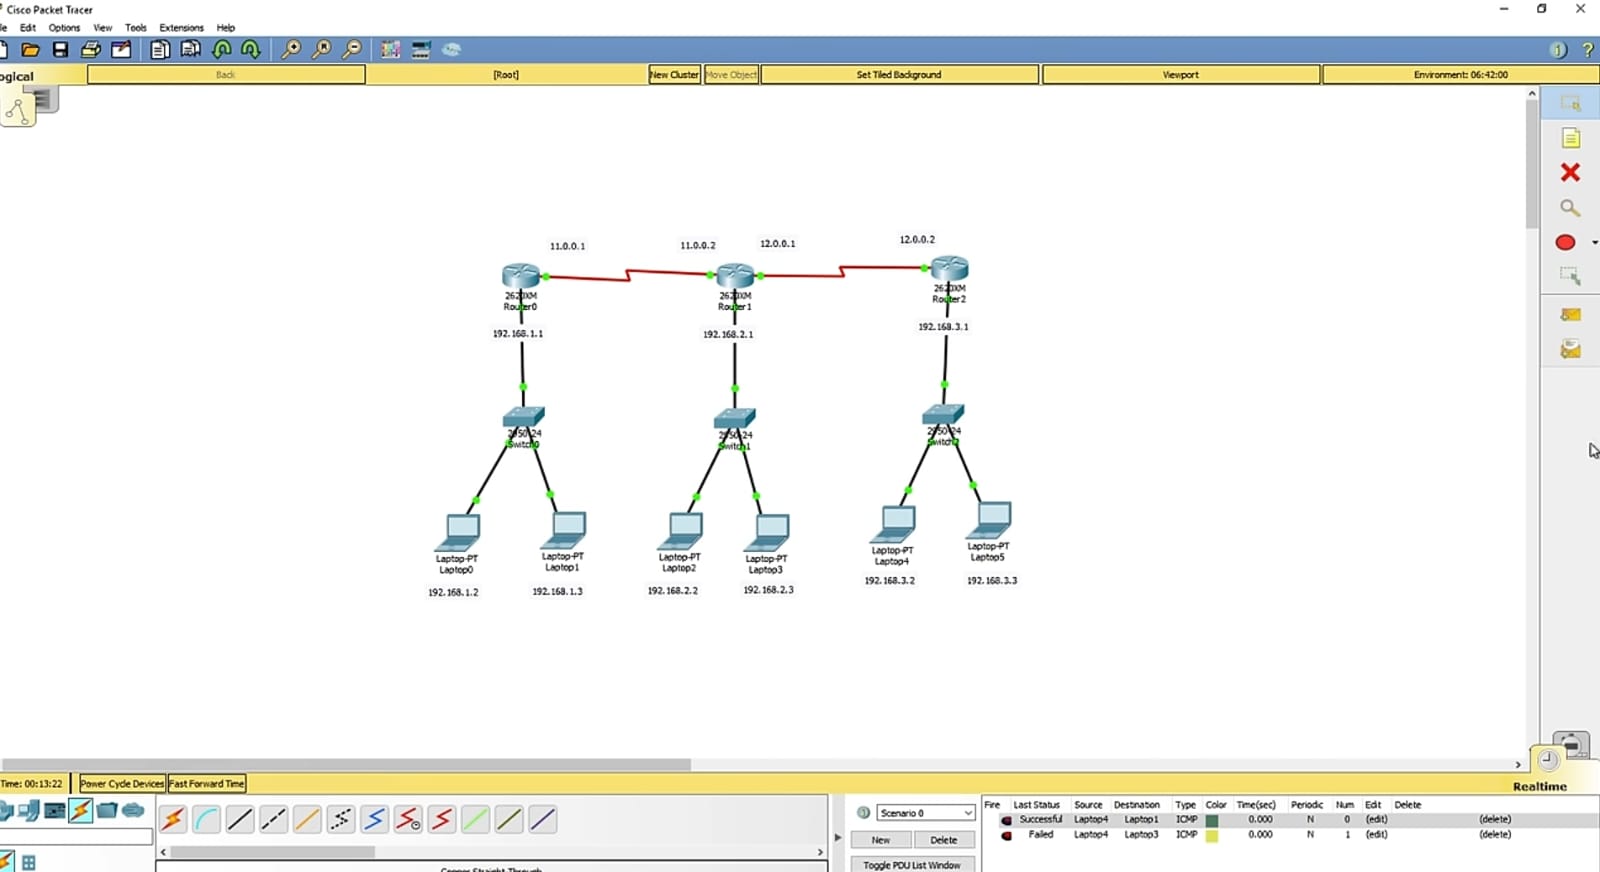 Cisco Packet Tracer
le Edit Options View Tools Extensions Help
ogical Back [Root] New Cluster Move Object Set Tiled Background Viewport Environment: 06:42:00
11.0.0.1 11.0.0.2 12.0.0.1 12.0.0.2
2620XM
Router0
2620XM
Router1
2620XM
Router2
192.168.1.1 192.168.2.1 192.168.3.1
2950-24
Switch0
2950-24
Switch1
2950-24
Laptop-PT
Laptop0
Laptop-PT
Laptop1
Laptop-PT
Laptop2
Laptop-PT
Laptop3
Laptop-PT
Laptop4
Laptop-PT
Laptop5
192.168.1.2 192.168.1.3 192.168.2.2 192.168.2.3 192.168.3.2 192.168.3.3
Time: 00:13:22 Power Cycle Devices Fast Forward Time
Realtime
Scenario 0
New Delete
Toggle PDU List Window
Fire Last Status Source Destination Type Color Time(sec) Periodic Num Edit Delete
Successful Laptop4 Laptop1 ICMP 0.000 N 0 (edit) (delete)
Failed Laptop4 Laptop3 ICMP 0.000 N 1 (edit) (delete)
Copper Straight-Through